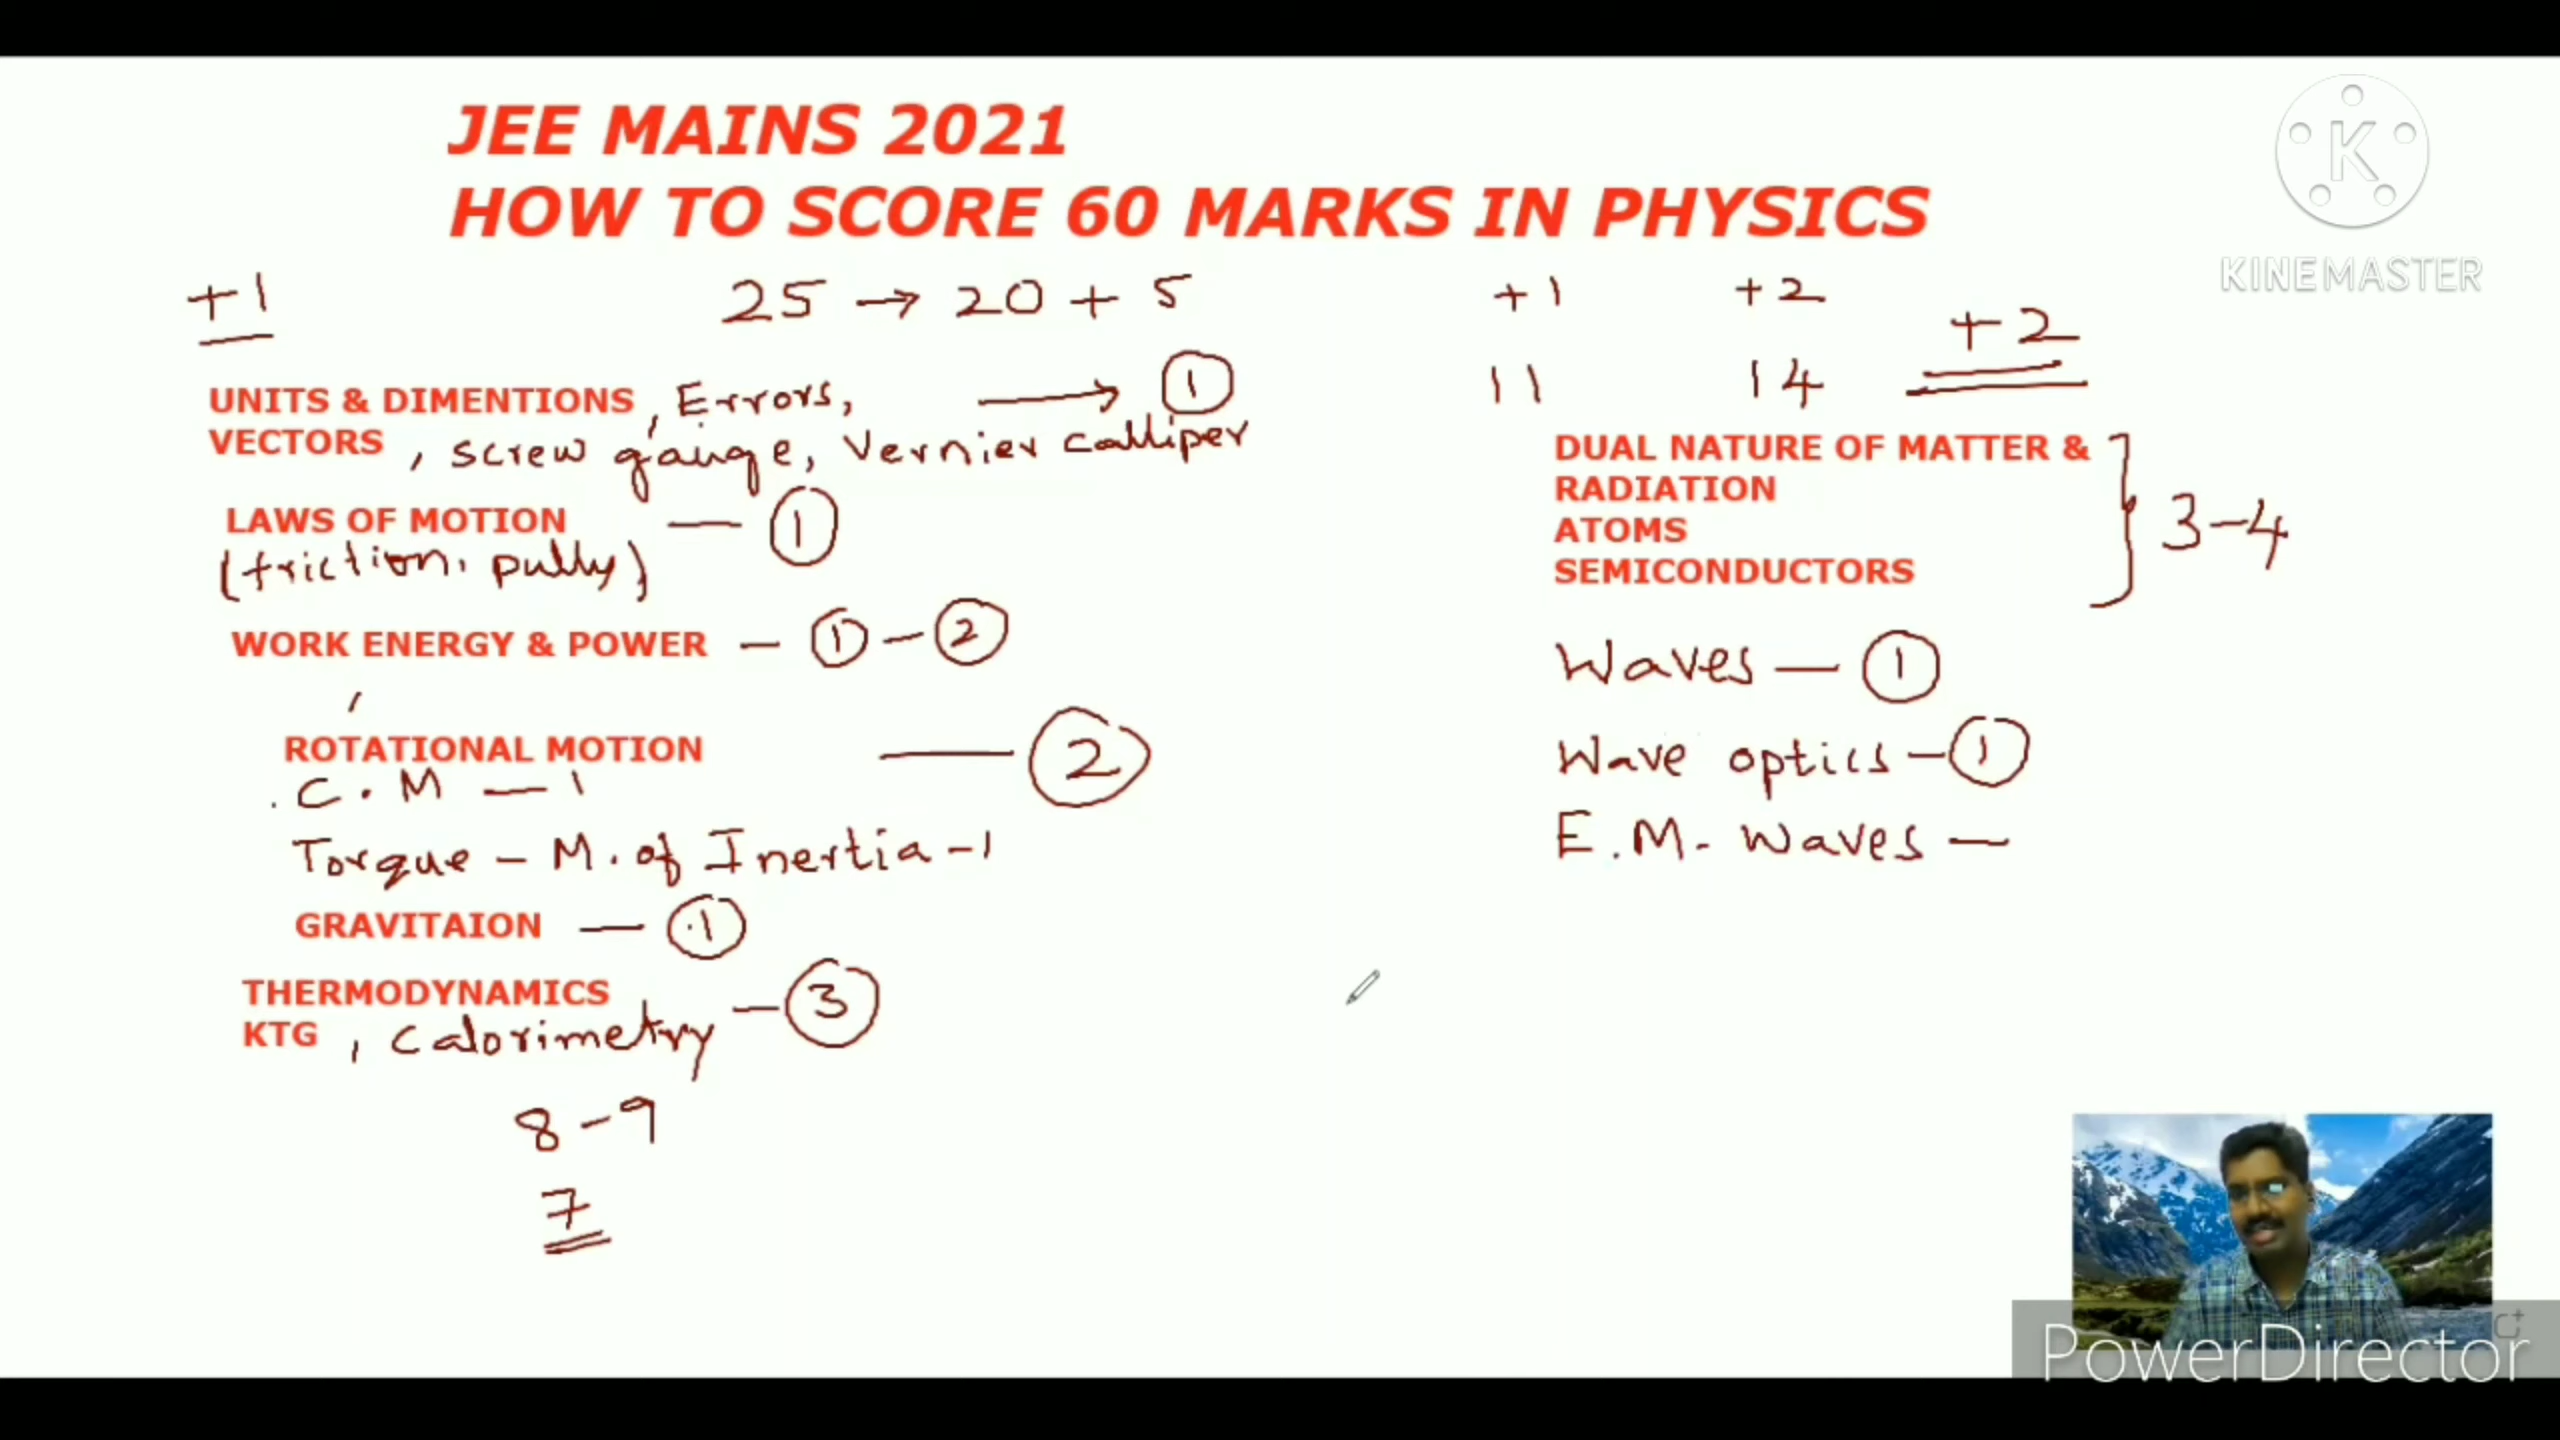 JEE MAINS 2021
HOW TO SCORE 60 MARKS IN PHYSICS
K
KINEMASTER
+1
25 → 20 + 5
UNITS & DIMENTIONS, Errors, → 1
VECTORS, screw gauge, Vernier Calliper
LAWS OF MOTION — 1
(friction, pully)
WORK ENERGY & POWER — 1 – 2
ROTATIONAL MOTION — 2
C.M — 1
Torque – M. of Inertia – 1
GRAVITAION — 1
THERMODYNAMICS
KTG, Calorimetry — 3
8 – 9
7
+1 +2 +2
11 14
DUAL NATURE OF MATTER &
RADIATION
ATOMS
SEMICONDUCTORS
} 3–4
Waves — 1
Wave optics — 1
E.M. Waves —
PowerDirector